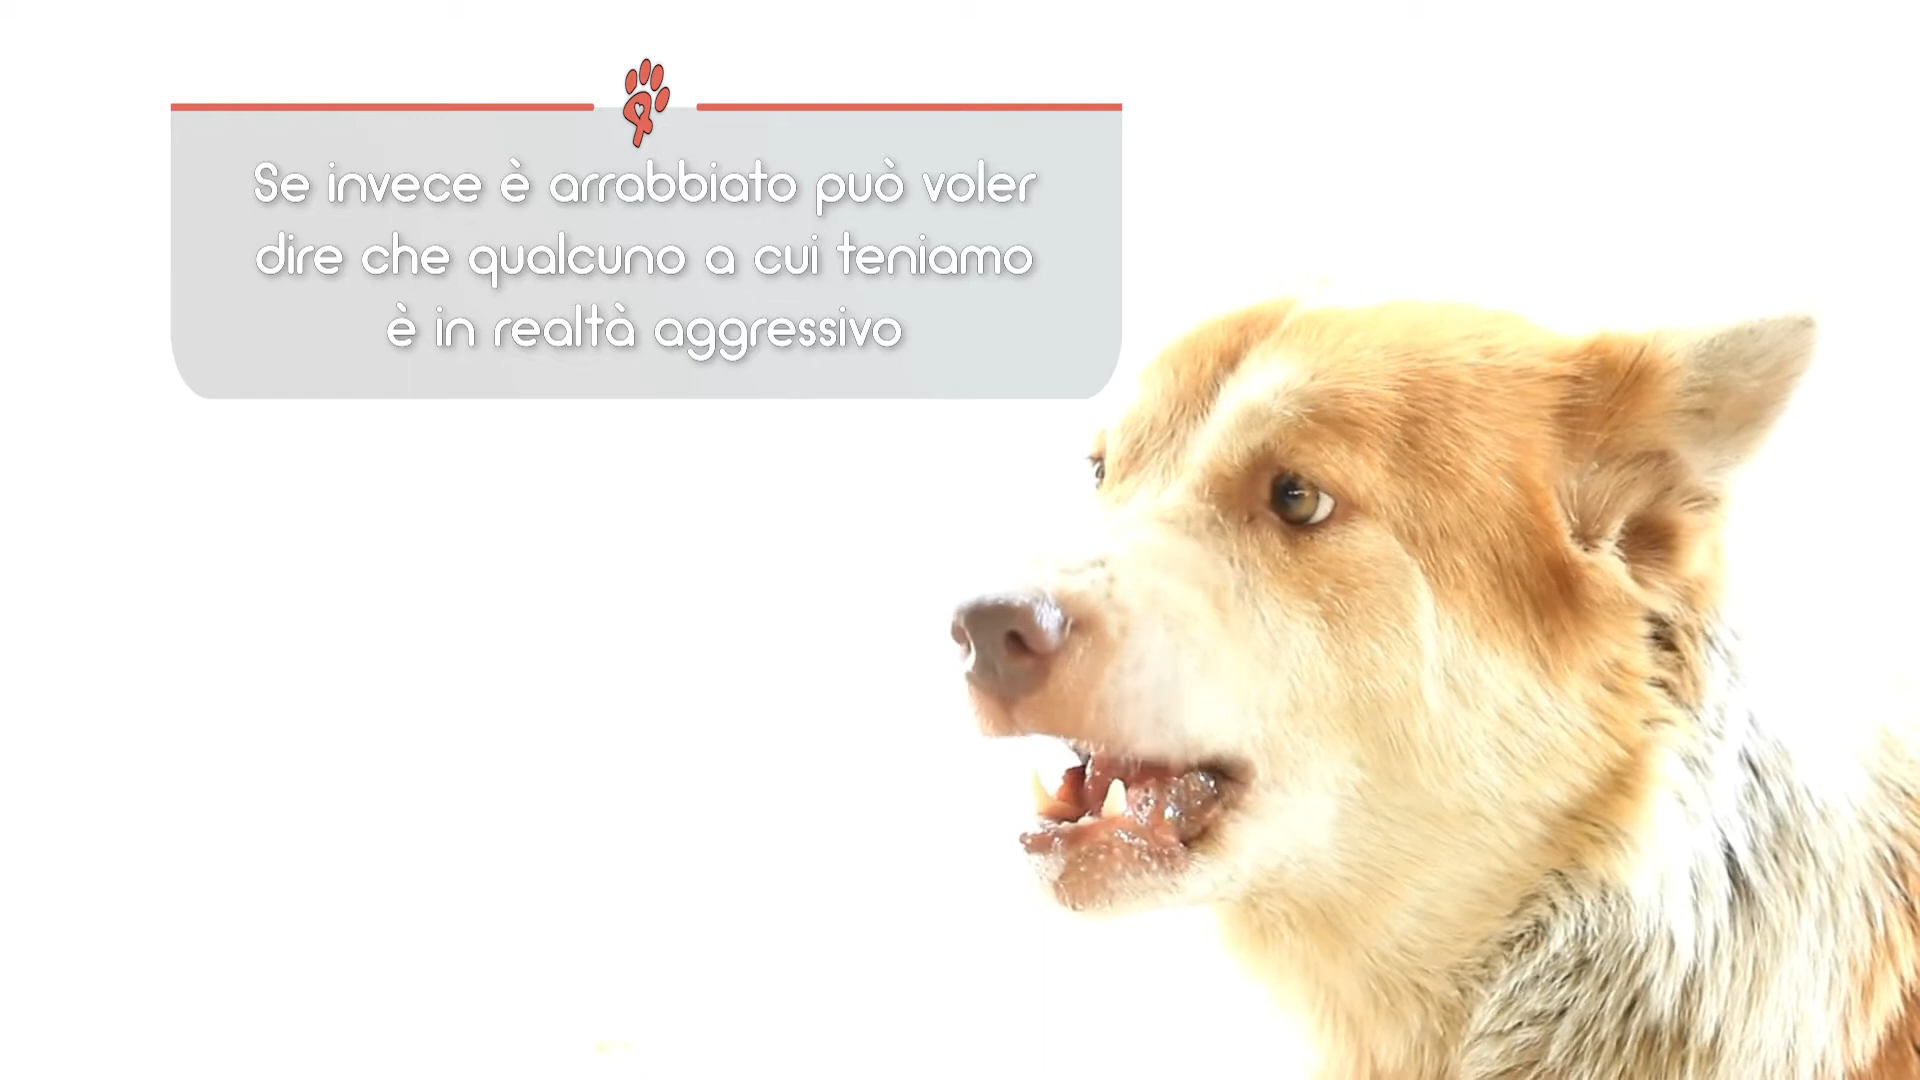 Se invece è arrabbiato può voler
dire che qualcuno a cui teniamo
è in realtà aggressivo